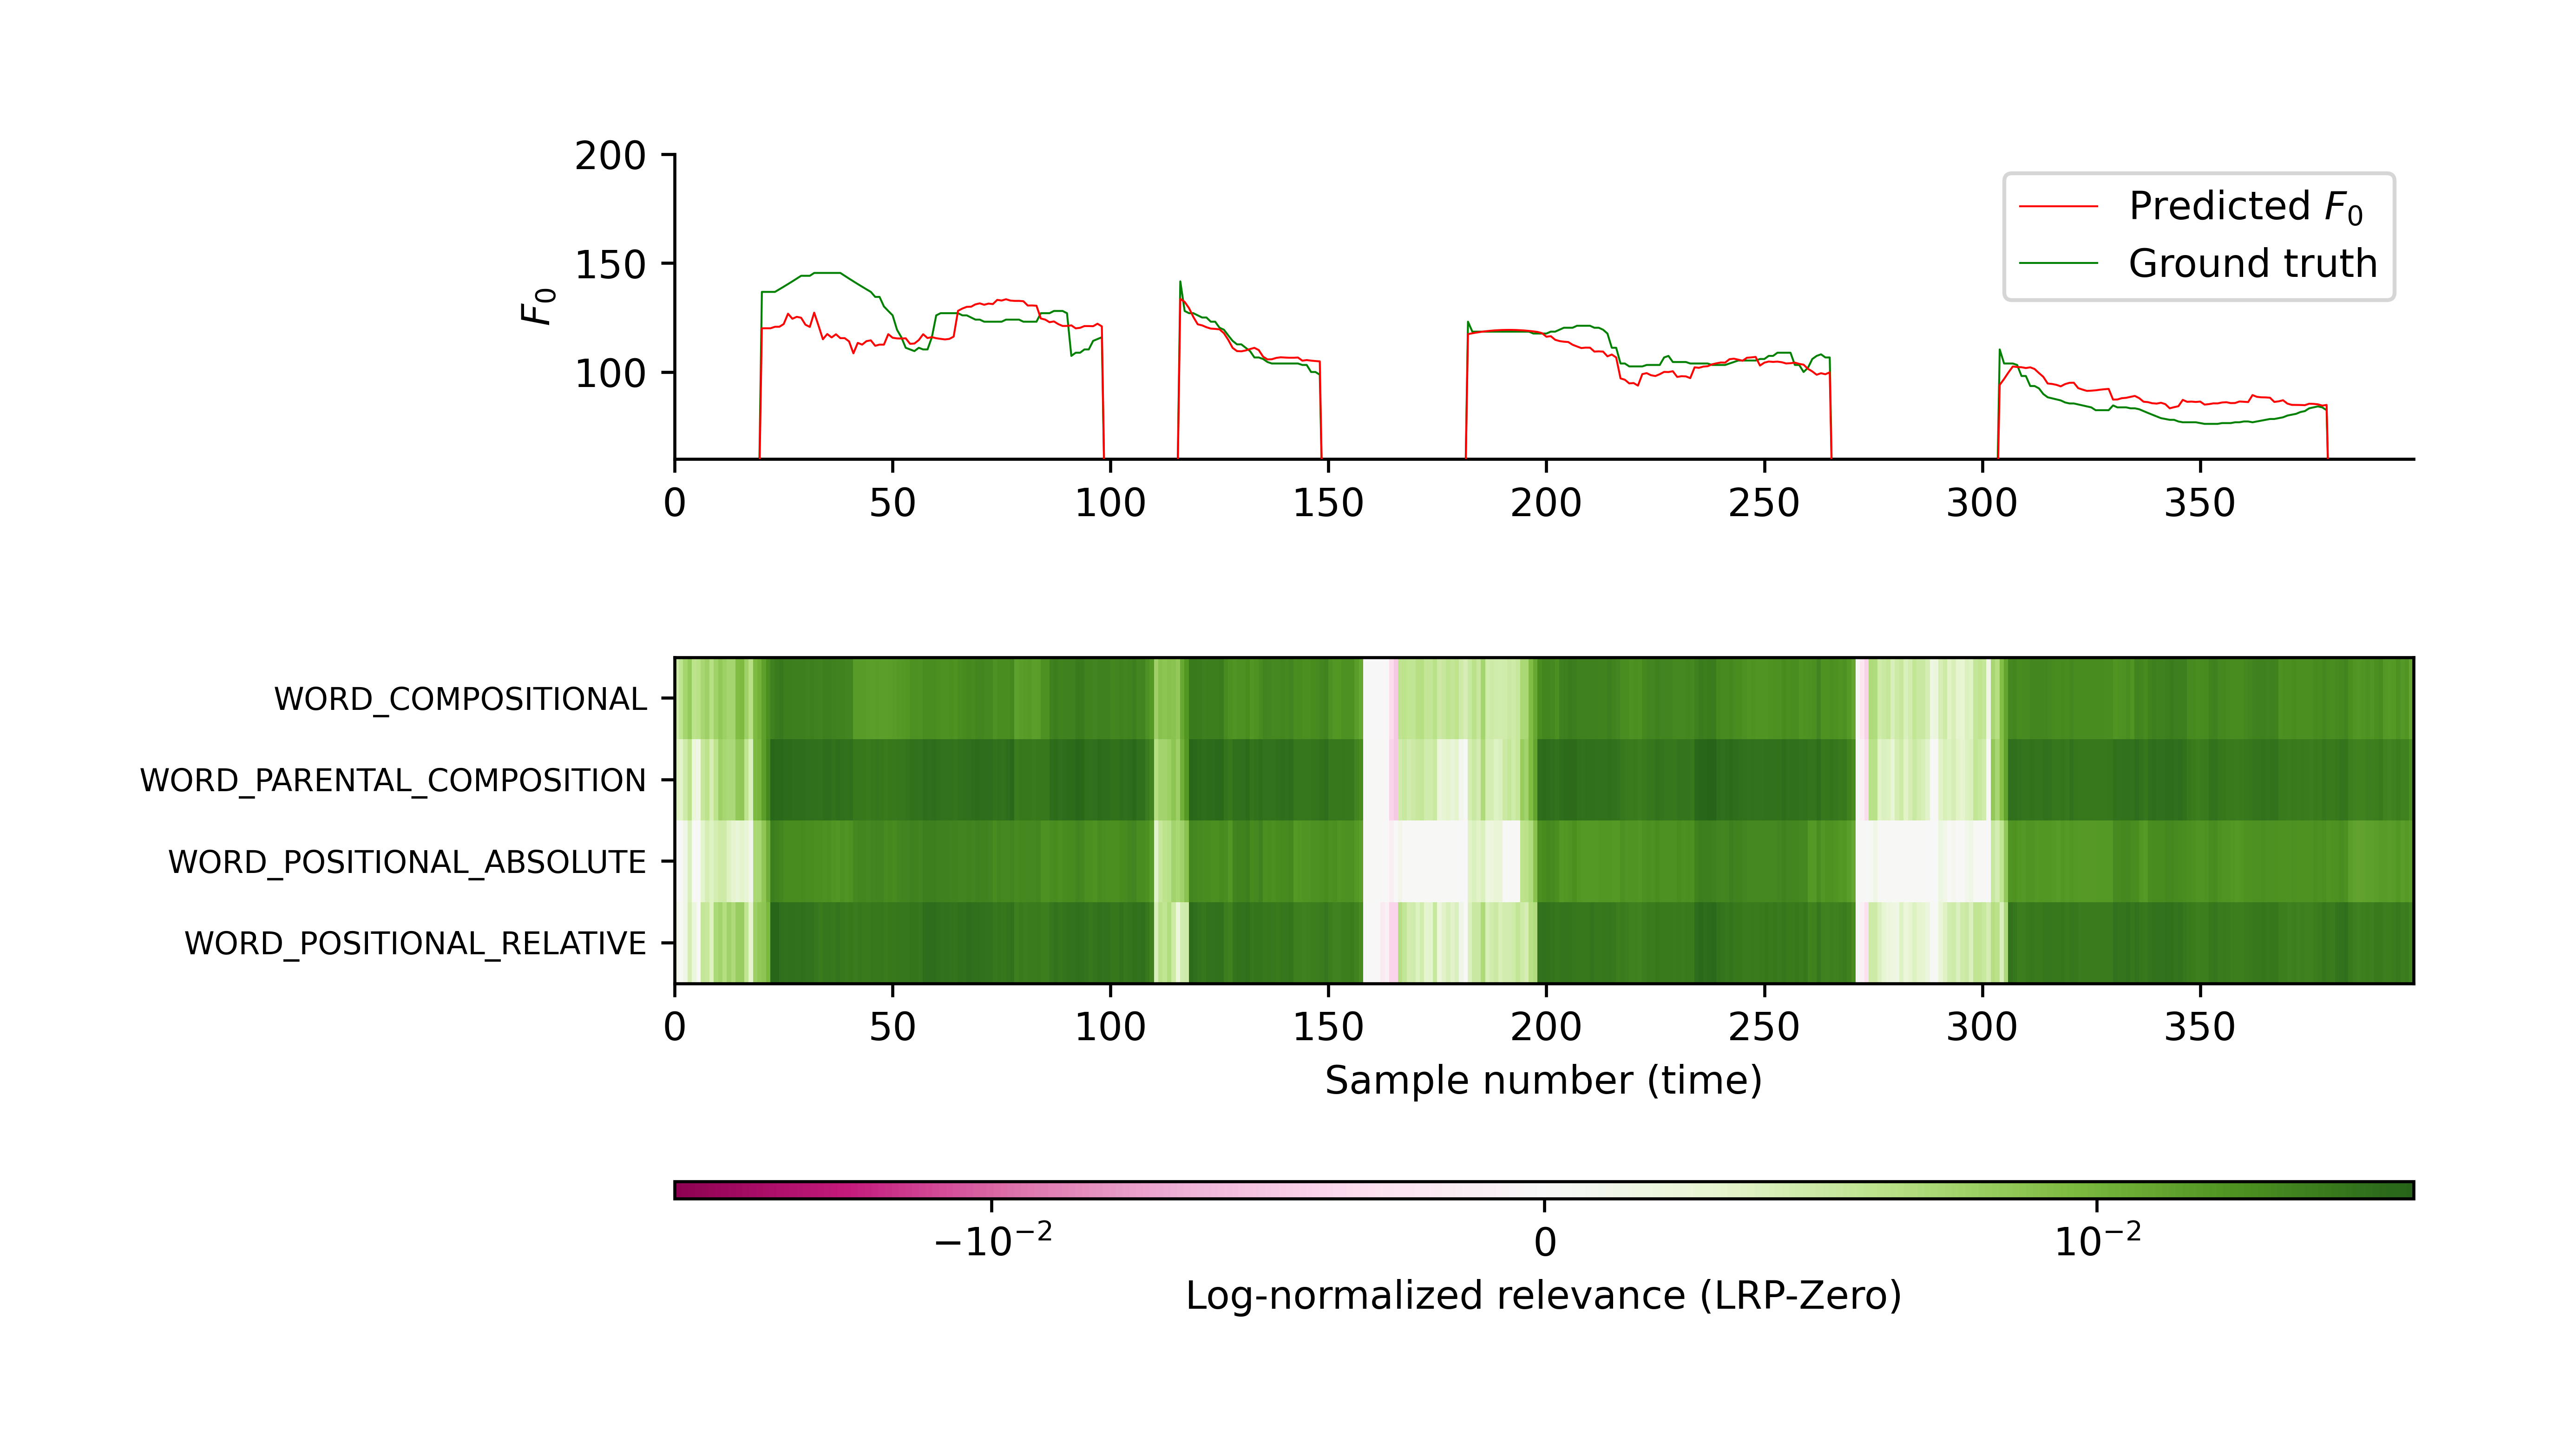 200
150
100
F₀
Predicted F₀
Ground truth
0 50 100 150 200 250 300 350
WORD_COMPOSITIONAL
WORD_PARENTAL_COMPOSITION
WORD_POSITIONAL_ABSOLUTE
WORD_POSITIONAL_RELATIVE
0 50 100 150 200 250 300 350
Sample number (time)
−10⁻² 0 10⁻²
Log-normalized relevance (LRP-Zero)